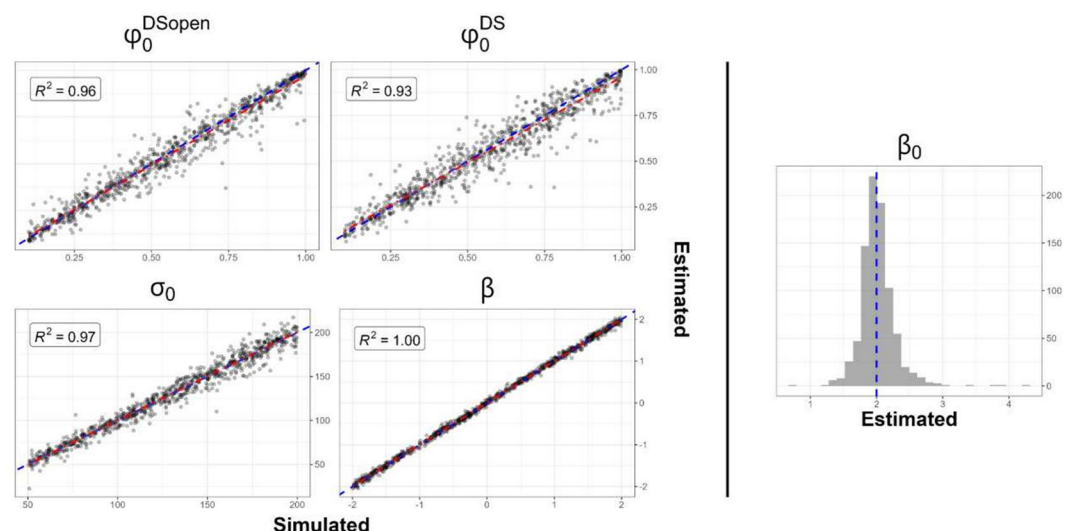 φ₀ᴰˢᵒᵖᵉⁿ
φ₀ᴰˢ
R² = 0.96
R² = 0.93
1.00
0.75
0.50
0.25
0.25 0.50 0.75 1.00
0.25 0.50 0.75 1.00
σ₀
β
R² = 0.97
R² = 1.00
200
150
100
50
2
1
0
-1
-2
50 100 150 200
-2 -1 0 1 2
Simulated
Estimated
β₀
200
150
100
50
0
1 2 3 4
Estimated